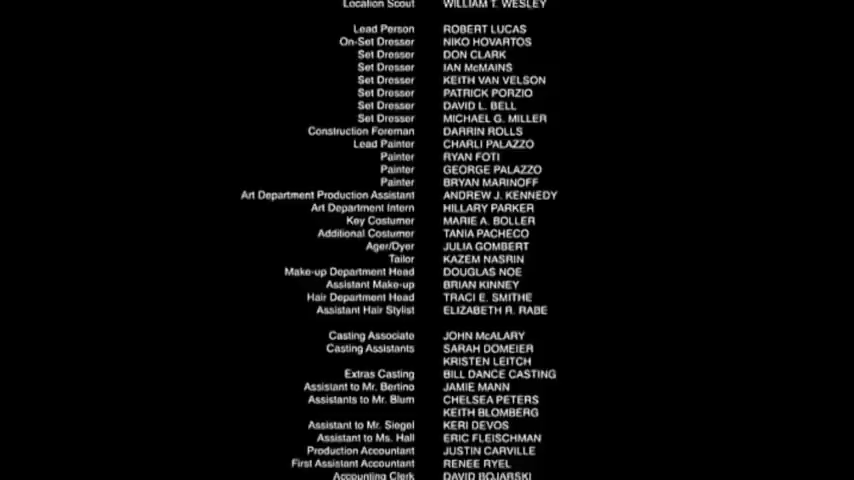 Location Scout WILLIAM T. WESLEY
Lead Person ROBERT LUCAS
On-Set Dresser NIKO HOVARTOS
Set Dresser DON CLARK
Set Dresser IAN McMAINS
Set Dresser KEITH VAN VELSON
Set Dresser PATRICK PORZIO
Set Dresser DAVID L. BELL
Set Dresser MICHAEL G. MILLER
Construction Foreman DARRIN ROLLS
Lead Painter CHARLI PALAZZO
Painter RYAN FOTI
Painter GEORGE PALAZZO
Painter BRYAN MARINOFF
Art Department Production Assistant ANDREW J. KENNEDY
Art Department Intern HILLARY PARKER
Key Costumer MARIE A. BOLLER
Additional Costumer TANIA PACHECO
Ager/Dyer JULIA GOMBERT
Tailor KAZEM NASRIN
Make-up Department Head DOUGLAS NOE
Assistant Make-up BRIAN KINNEY
Hair Department Head TRACI E. SMITHE
Assistant Hair Stylist ELIZABETH R. RABE
Casting Associate JOHN McALARY
Casting Assistants SARAH DOMEIER
KRISTEN LEITCH
Extras Casting BILL DANCE CASTING
Assistant to Mr. Bertino JAMIE MANN
Assistants to Mr. Blum CHELSEA PETERS
KEITH BLOMBERG
Assistant to Mr. Siegel KERI DEVOS
Assistant to Ms. Hall ERIC FLEISCHMAN
Production Accountant JUSTIN CARVILLE
First Assistant Accountant RENEE RYEL
Accounting Clerk DAVID BOJARSKI